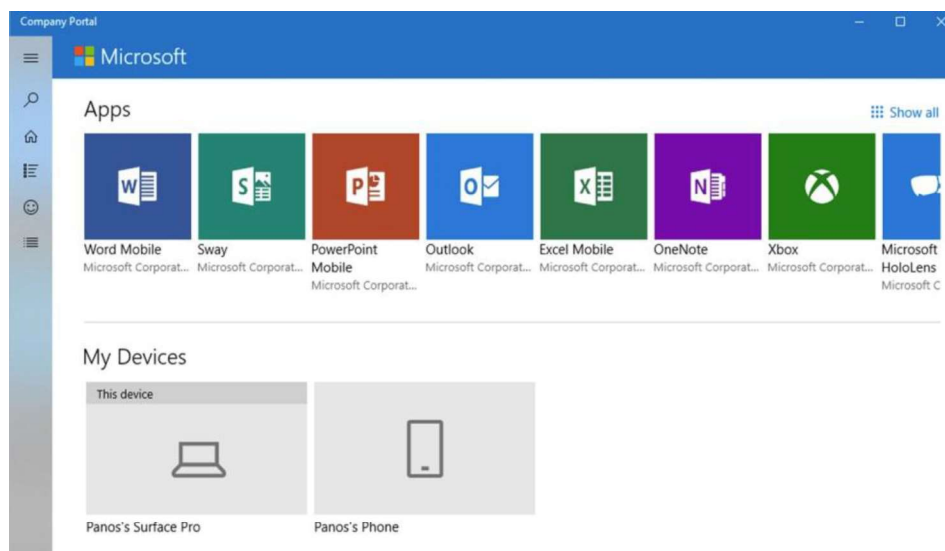 Company Portal
Microsoft
Apps
Show all
Word Mobile
Microsoft Corporat...
Sway
Microsoft Corporat...
PowerPoint
Mobile
Microsoft Corporat...
Outlook
Microsoft Corporat...
Excel Mobile
Microsoft Corporat...
OneNote
Microsoft Corporat...
Xbox
Microsoft Corporat...
Microsoft
HoloLens
Microsoft C
My Devices
This device
Panos's Surface Pro
Panos's Phone